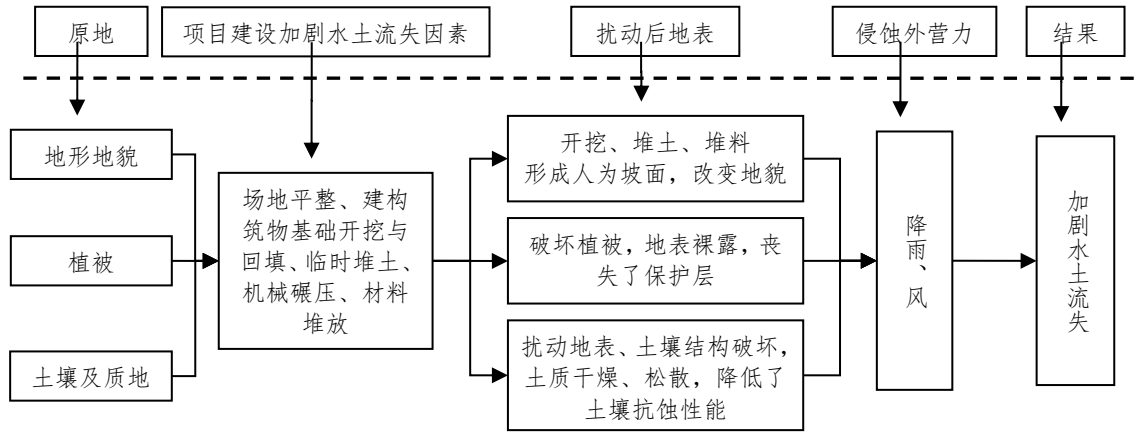 原地
项目建设加剧水土流失因素
扰动后地表
侵蚀外营力
结果
地形地貌
植被
土壤及质地
场地平整、建构
筑物基础开挖与
回填、临时堆土、
机械碾压、材料
堆放
开挖、堆土、堆料
形成人为坡面，改变地貌
破坏植被，地表裸露，丧
失了保护层
扰动地表、土壤结构破坏，
土质干燥、松散，降低了
土壤抗蚀性能
降雨、风
加剧水土流失